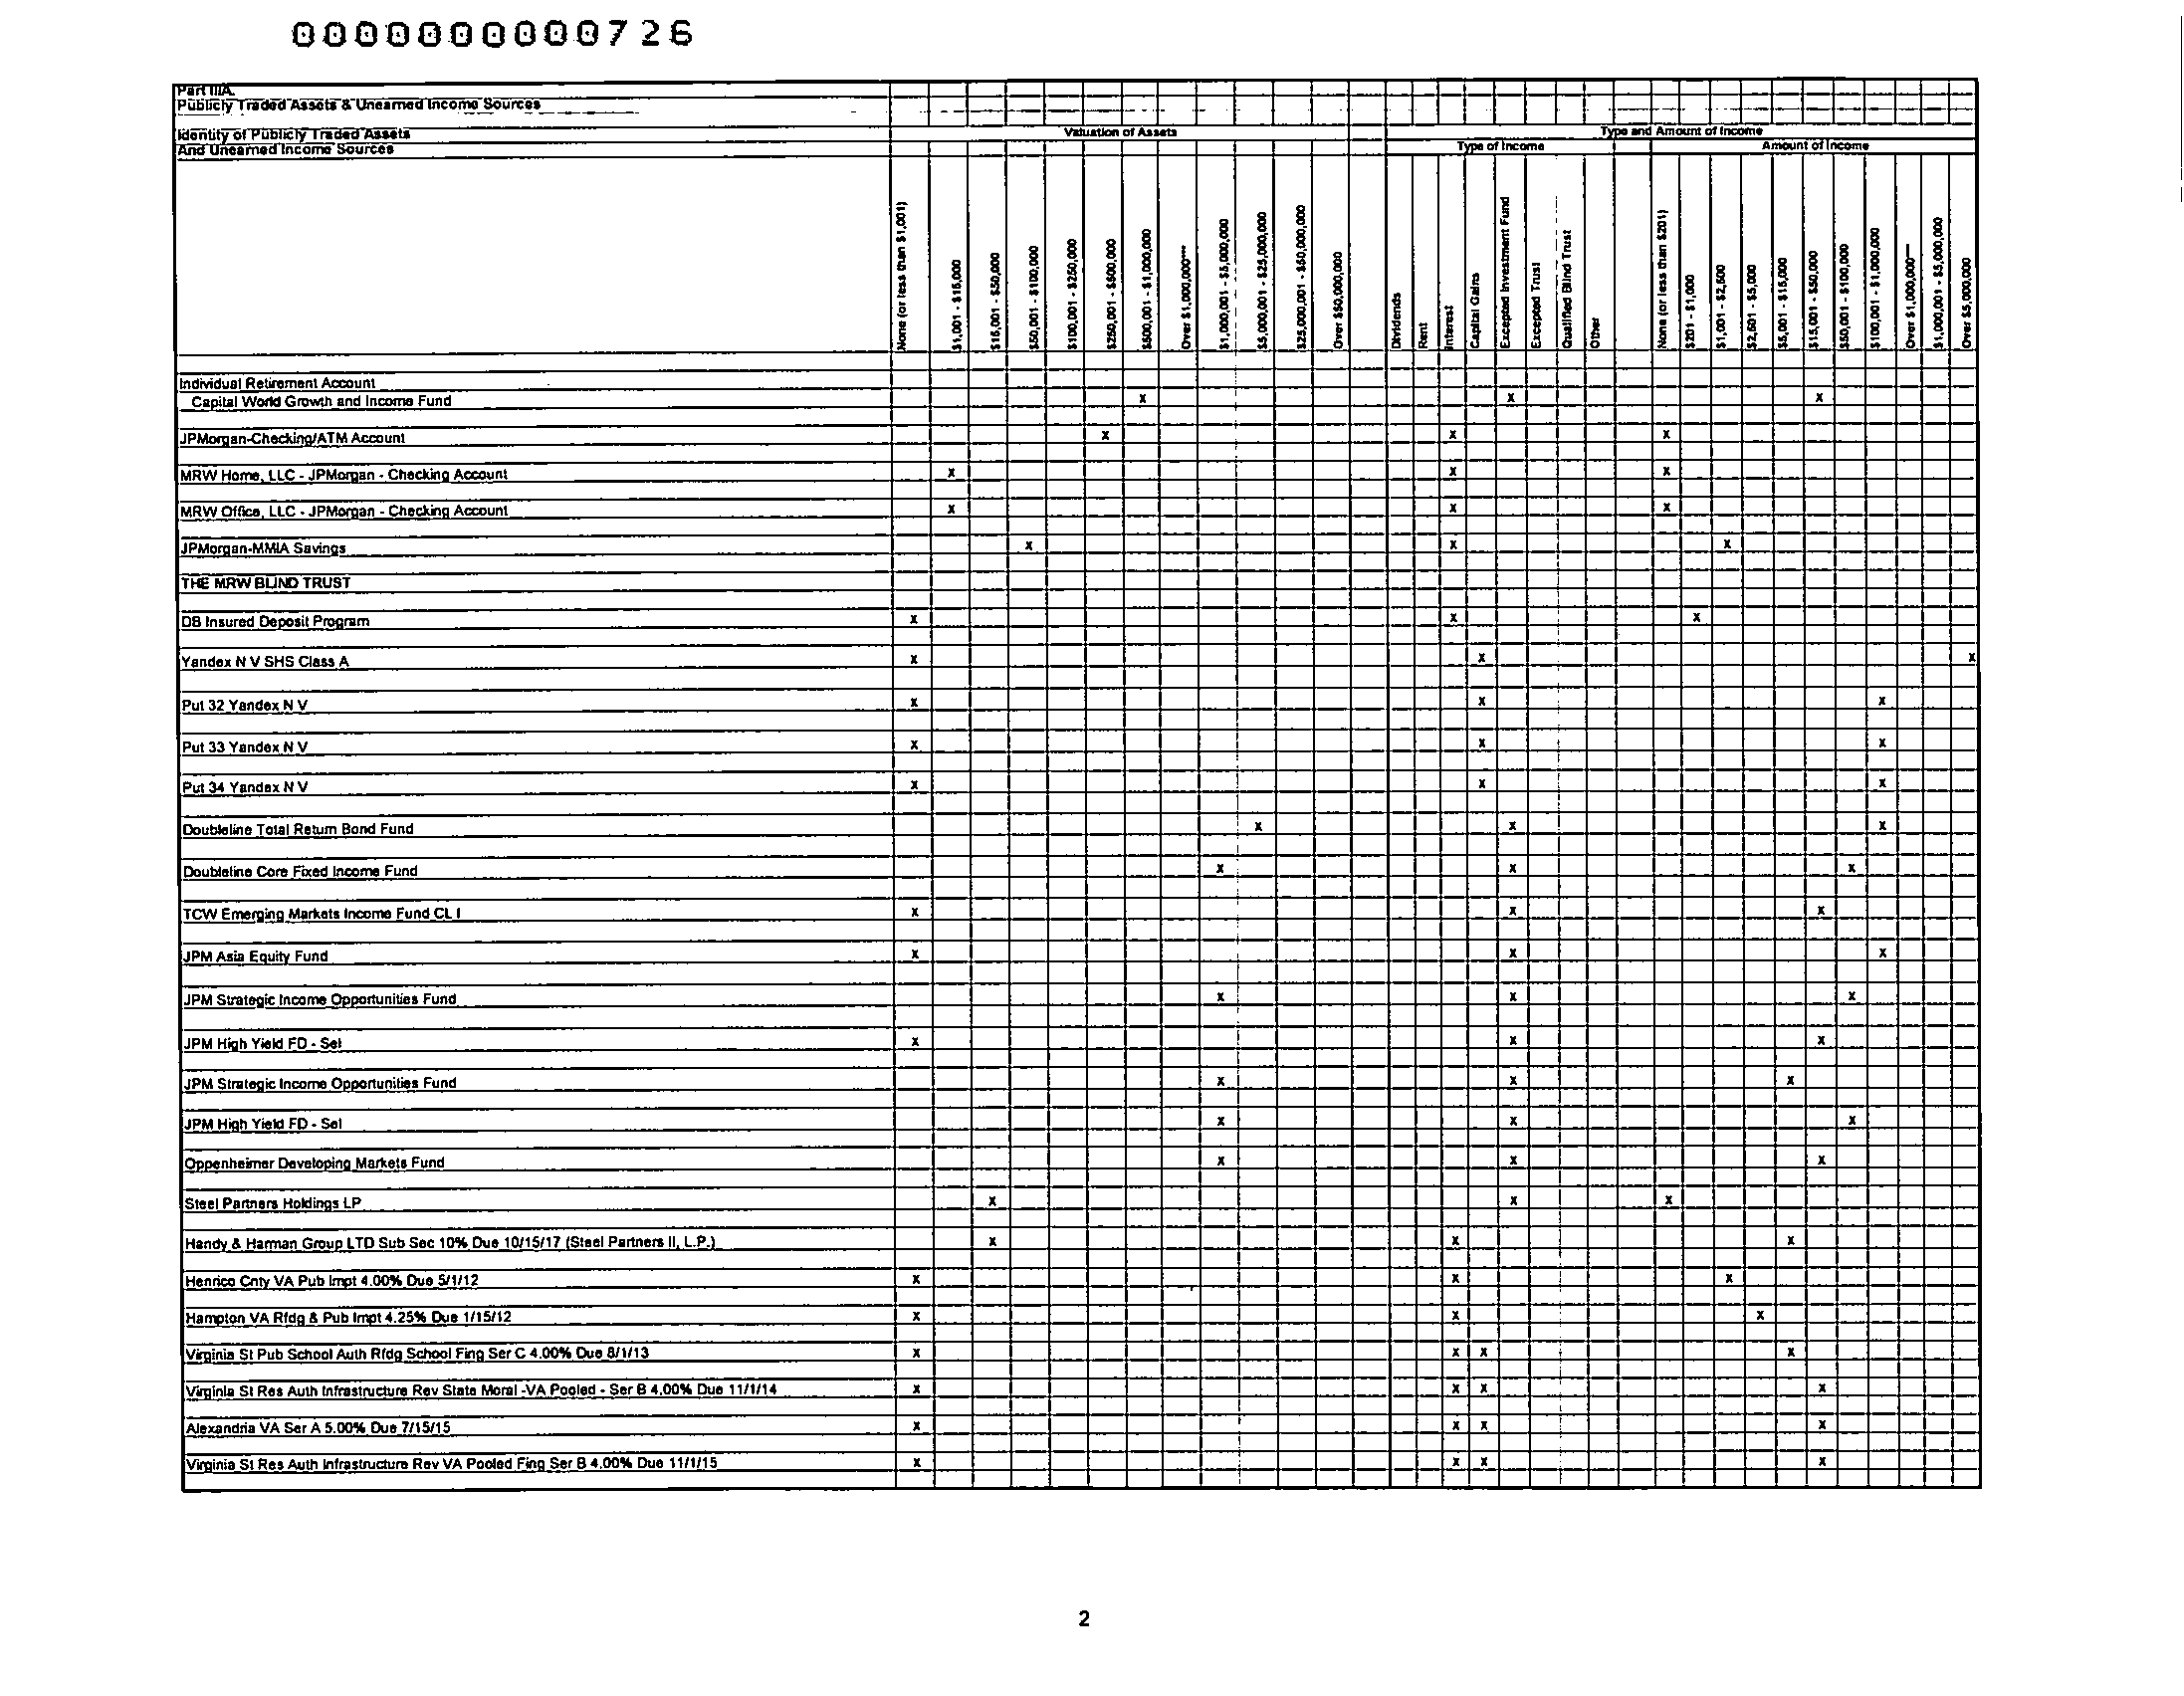 0000000000726
Part IIIA.
Publicly Traded Assets & Unearned Income Sources
Identity of Publicly Traded Assets Valuation of Assets Type and Amount of Income
And Unearned Income Sources Type of Income Amount of Income
None (or less than $1,001)
$1,001 - $15,000
$15,001 - $50,000
$50,001 - $100,000
$100,001 - $250,000
$250,001 - $500,000
$500,001 - $1,000,000
Over $1,000,000***
$1,000,001 - $5,000,000
$5,000,001 - $25,000,000
$25,000,001 - $50,000,000
Over $50,000,000
Dividends
Rent
Interest
Capital Gains
Excepted Investment Fund
Excepted Trust
Qualified Blind Trust
Other
None (or less than $201)
$201 - $1,000
$1,001 - $2,500
$2,501 - $5,000
$5,001 - $15,000
$15,001 - $50,000
$50,001 - $100,000
$100,001 - $1,000,000
Over $1,000,000***
$1,000,001 - $5,000,000
Over $5,000,000
Individual Retirement Account
Capital World Growth and Income Fund x x x
JPMorgan-Checking/ATM Account x x x
MRW Home, LLC - JPMorgan - Checking Account x x x
MRW Office, LLC - JPMorgan - Checking Account x x x
JPMorgan-MMIA Savings x x x
THE MRW BLIND TRUST
DB Insured Deposit Program x x x
Yandex N V SHS Class A x x x
Put 32 Yandex N V x x x
Put 33 Yandex N V x x x
Put 34 Yandex N V x x x
Doubleline Total Return Bond Fund x x x
Doubleline Core Fixed Income Fund x x x
TCW Emerging Markets Income Fund CL I x x x
JPM Asia Equity Fund x x x
JPM Strategic Income Opportunities Fund x x x
JPM High Yield FD - Sel x x x
JPM Strategic Income Opportunities Fund x x x
JPM High Yield FD - Sel x x x
Oppenheimer Developing Markets Fund x x x
Steel Partners Holdings LP x x x
Handy & Harman Group LTD Sub Sec 10% Due 10/15/17 (Steel Partners II, L.P.) x x x
Henrico Cnty VA Pub Impt 4.00% Due 5/1/12 x x x
Hampton VA Rfdg & Pub Impt 4.25% Due 1/15/12 x x x
Virginia St Pub School Auth Rfdg School Fing Ser C 4.00% Due 8/1/13 x x x x
Virginia St Res Auth Infrastructure Rev State Moral -VA Pooled - Ser B 4.00% Due 11/1/14 x x x x
Alexandria VA Ser A 5.00% Due 7/15/15 x x x x
Virginia St Res Auth Infrastructure Rev VA Pooled Fing Ser B 4.00% Due 11/1/15 x x x x
2